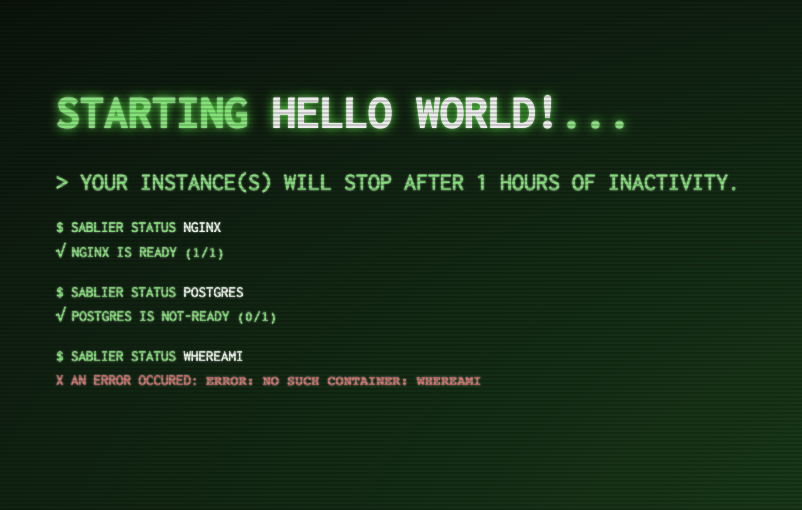 STARTING HELLO WORLD!...
> YOUR INSTANCE(S) WILL STOP AFTER 1 HOURS OF INACTIVITY.
$ SABLIER STATUS NGINX
√ NGINX IS READY (1/1)
$ SABLIER STATUS POSTGRES
√ POSTGRES IS NOT-READY (0/1)
$ SABLIER STATUS WHEREAMI
X AN ERROR OCCURED: ERROR: NO SUCH CONTAINER: WHEREAMI